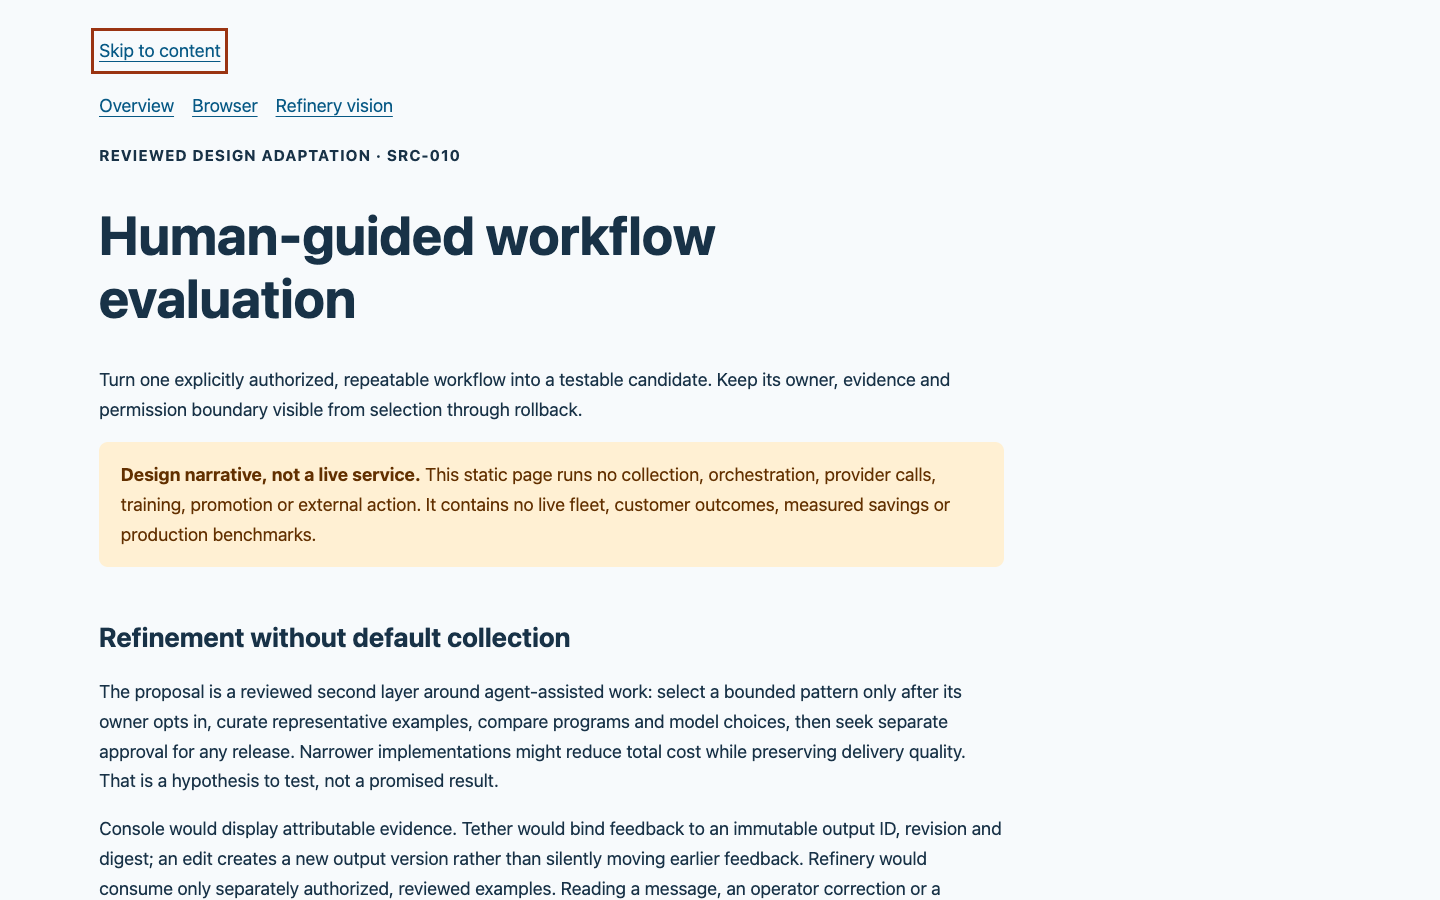 Skip to content
Overview Browser Refinery vision
REVIEWED DESIGN ADAPTATION · SRC-010
Human-guided workflow
evaluation
Turn one explicitly authorized, repeatable workflow into a testable candidate. Keep its owner, evidence and
permission boundary visible from selection through rollback.
Design narrative, not a live service. This static page runs no collection, orchestration, provider calls,
training, promotion or external action. It contains no live fleet, customer outcomes, measured savings or
production benchmarks.
Refinement without default collection
The proposal is a reviewed second layer around agent-assisted work: select a bounded pattern only after its
owner opts in, curate representative examples, compare programs and model choices, then seek separate
approval for any release. Narrower implementations might reduce total cost while preserving delivery quality.
That is a hypothesis to test, not a promised result.
Console would display attributable evidence. Tether would bind feedback to an immutable output ID, revision and
digest; an edit creates a new output version rather than silently moving earlier feedback. Refinery would
consume only separately authorized, reviewed examples. Reading a message, an operator correction or a